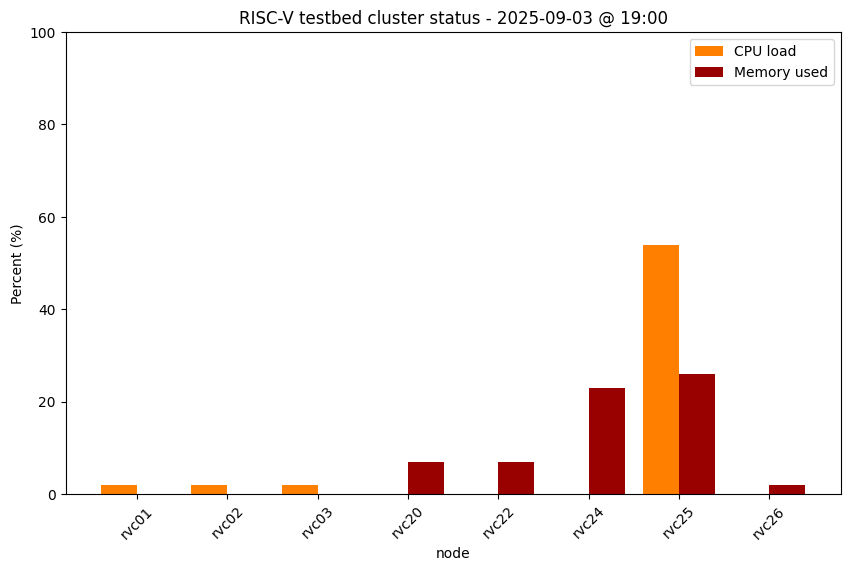 RISC-V testbed cluster status - 2025-09-03 @ 19:00
CPU load
Memory used
Percent (%)
100
80
60
40
20
0
rvc01
rvc02
rvc03
rvc20
rvc22
rvc24
rvc25
rvc26
node